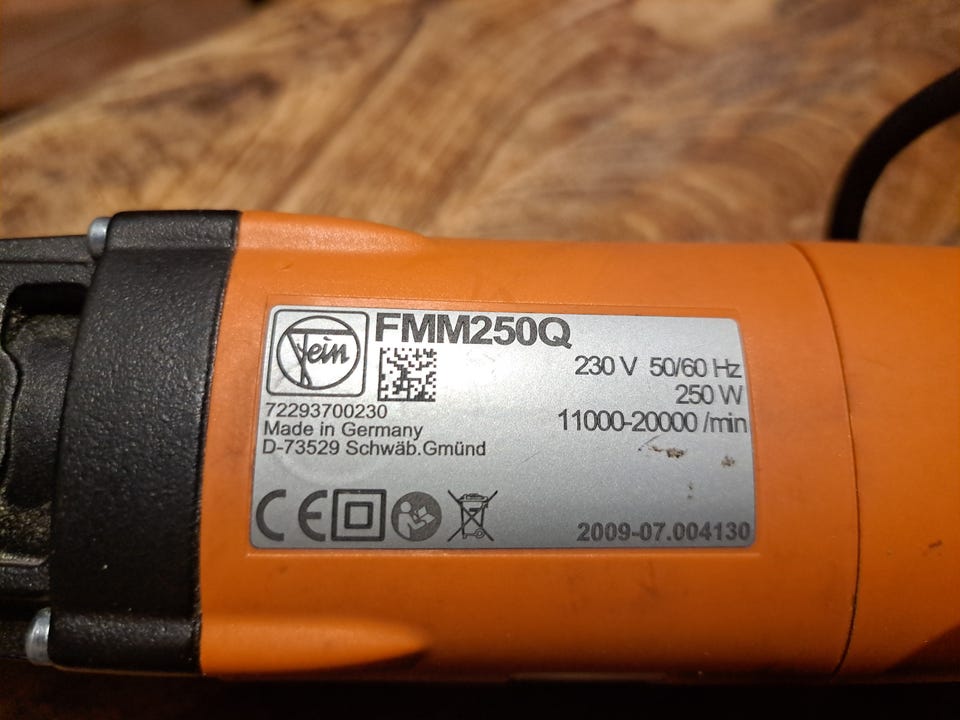 Fein
FMM250Q
230 V 50/60 Hz
250 W
11000-20000 /min
72293700230
Made in Germany
D-73529 Schwäb.Gmünd
CE
2009-07.004130